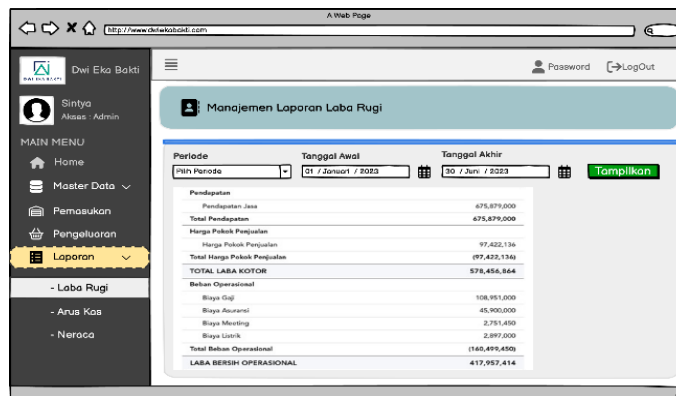 A Web Page
http://www.dwiekabakti.com
DWI EKA BAKTI
Dwi Eka Bakti
Password
LogOut
Sintya
Akses : Admin
Manajemen Laporan Laba Rugi
MAIN MENU
Home
Master Data
Pemasukan
Pengeluaran
Laporan
- Laba Rugi
- Arus Kas
- Neraca
Periode Tanggal Awal Tanggal Akhir
Pilih Periode 01 / Januari / 2023 30 / Juni / 2023 Tampilkan
Pendapatan
Pendapatan Jasa 675,879,000
Total Pendapatan 675,879,000
Harga Pokok Penjualan
Harga Pokok Penjualan 97,422,136
Total Harga Pokok Penjualan (97,422,136)
TOTAL LABA KOTOR 578,456,864
Beban Operasional
Biaya Gaji 108,951,000
Biaya Asuransi 45,900,000
Biaya Meeting 2,751,450
Biaya Listrik 2,897,000
Total Beban Operasional (160,499,450)
LABA BERSIH OPERASIONAL 417,957,414